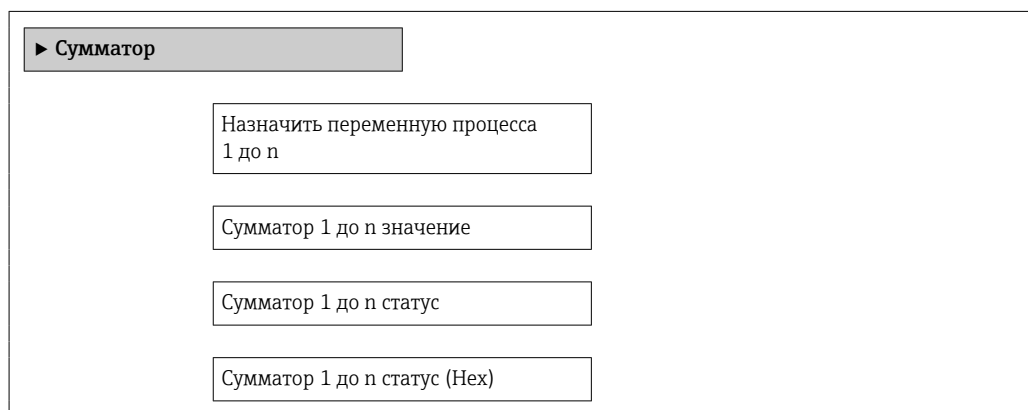 ▶ Сумматор
Назначить переменную процесса
1 до n
Сумматор 1 до n значение
Сумматор 1 до n статус
Сумматор 1 до n статус (Hex)